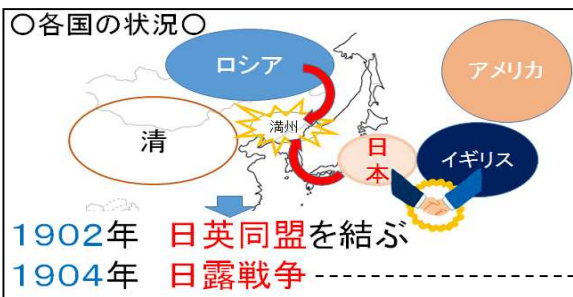 〇各国の状況〇
ロシア
アメリカ
満州
清
日本
イギリス
1902年 日英同盟を結ぶ
1904年 日露戦争